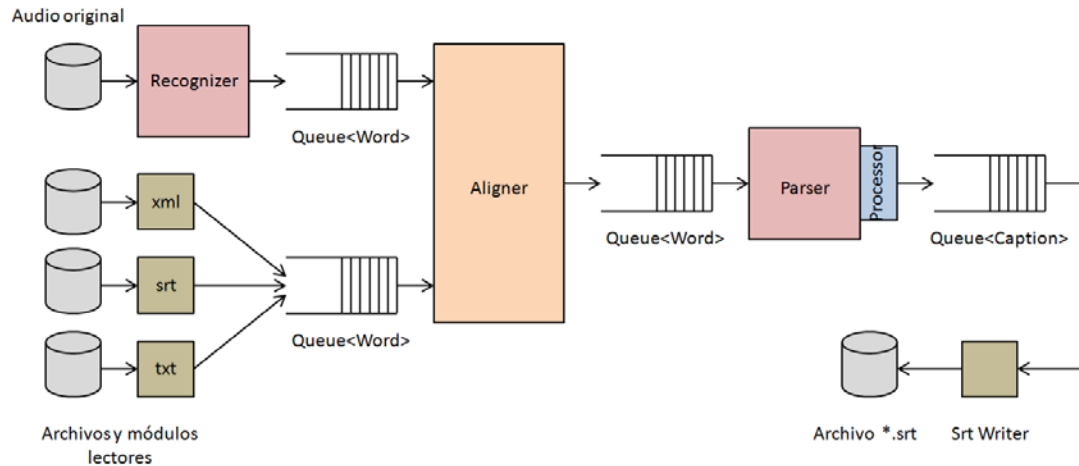 Audio original
Recognizer
Queue<Word>
xml
srt
txt
Queue<Word>
Archivos y módulos
lectores
Aligner
Queue<Word>
Parser
Processor
Queue<Caption>
Archivo *.srt
Srt Writer